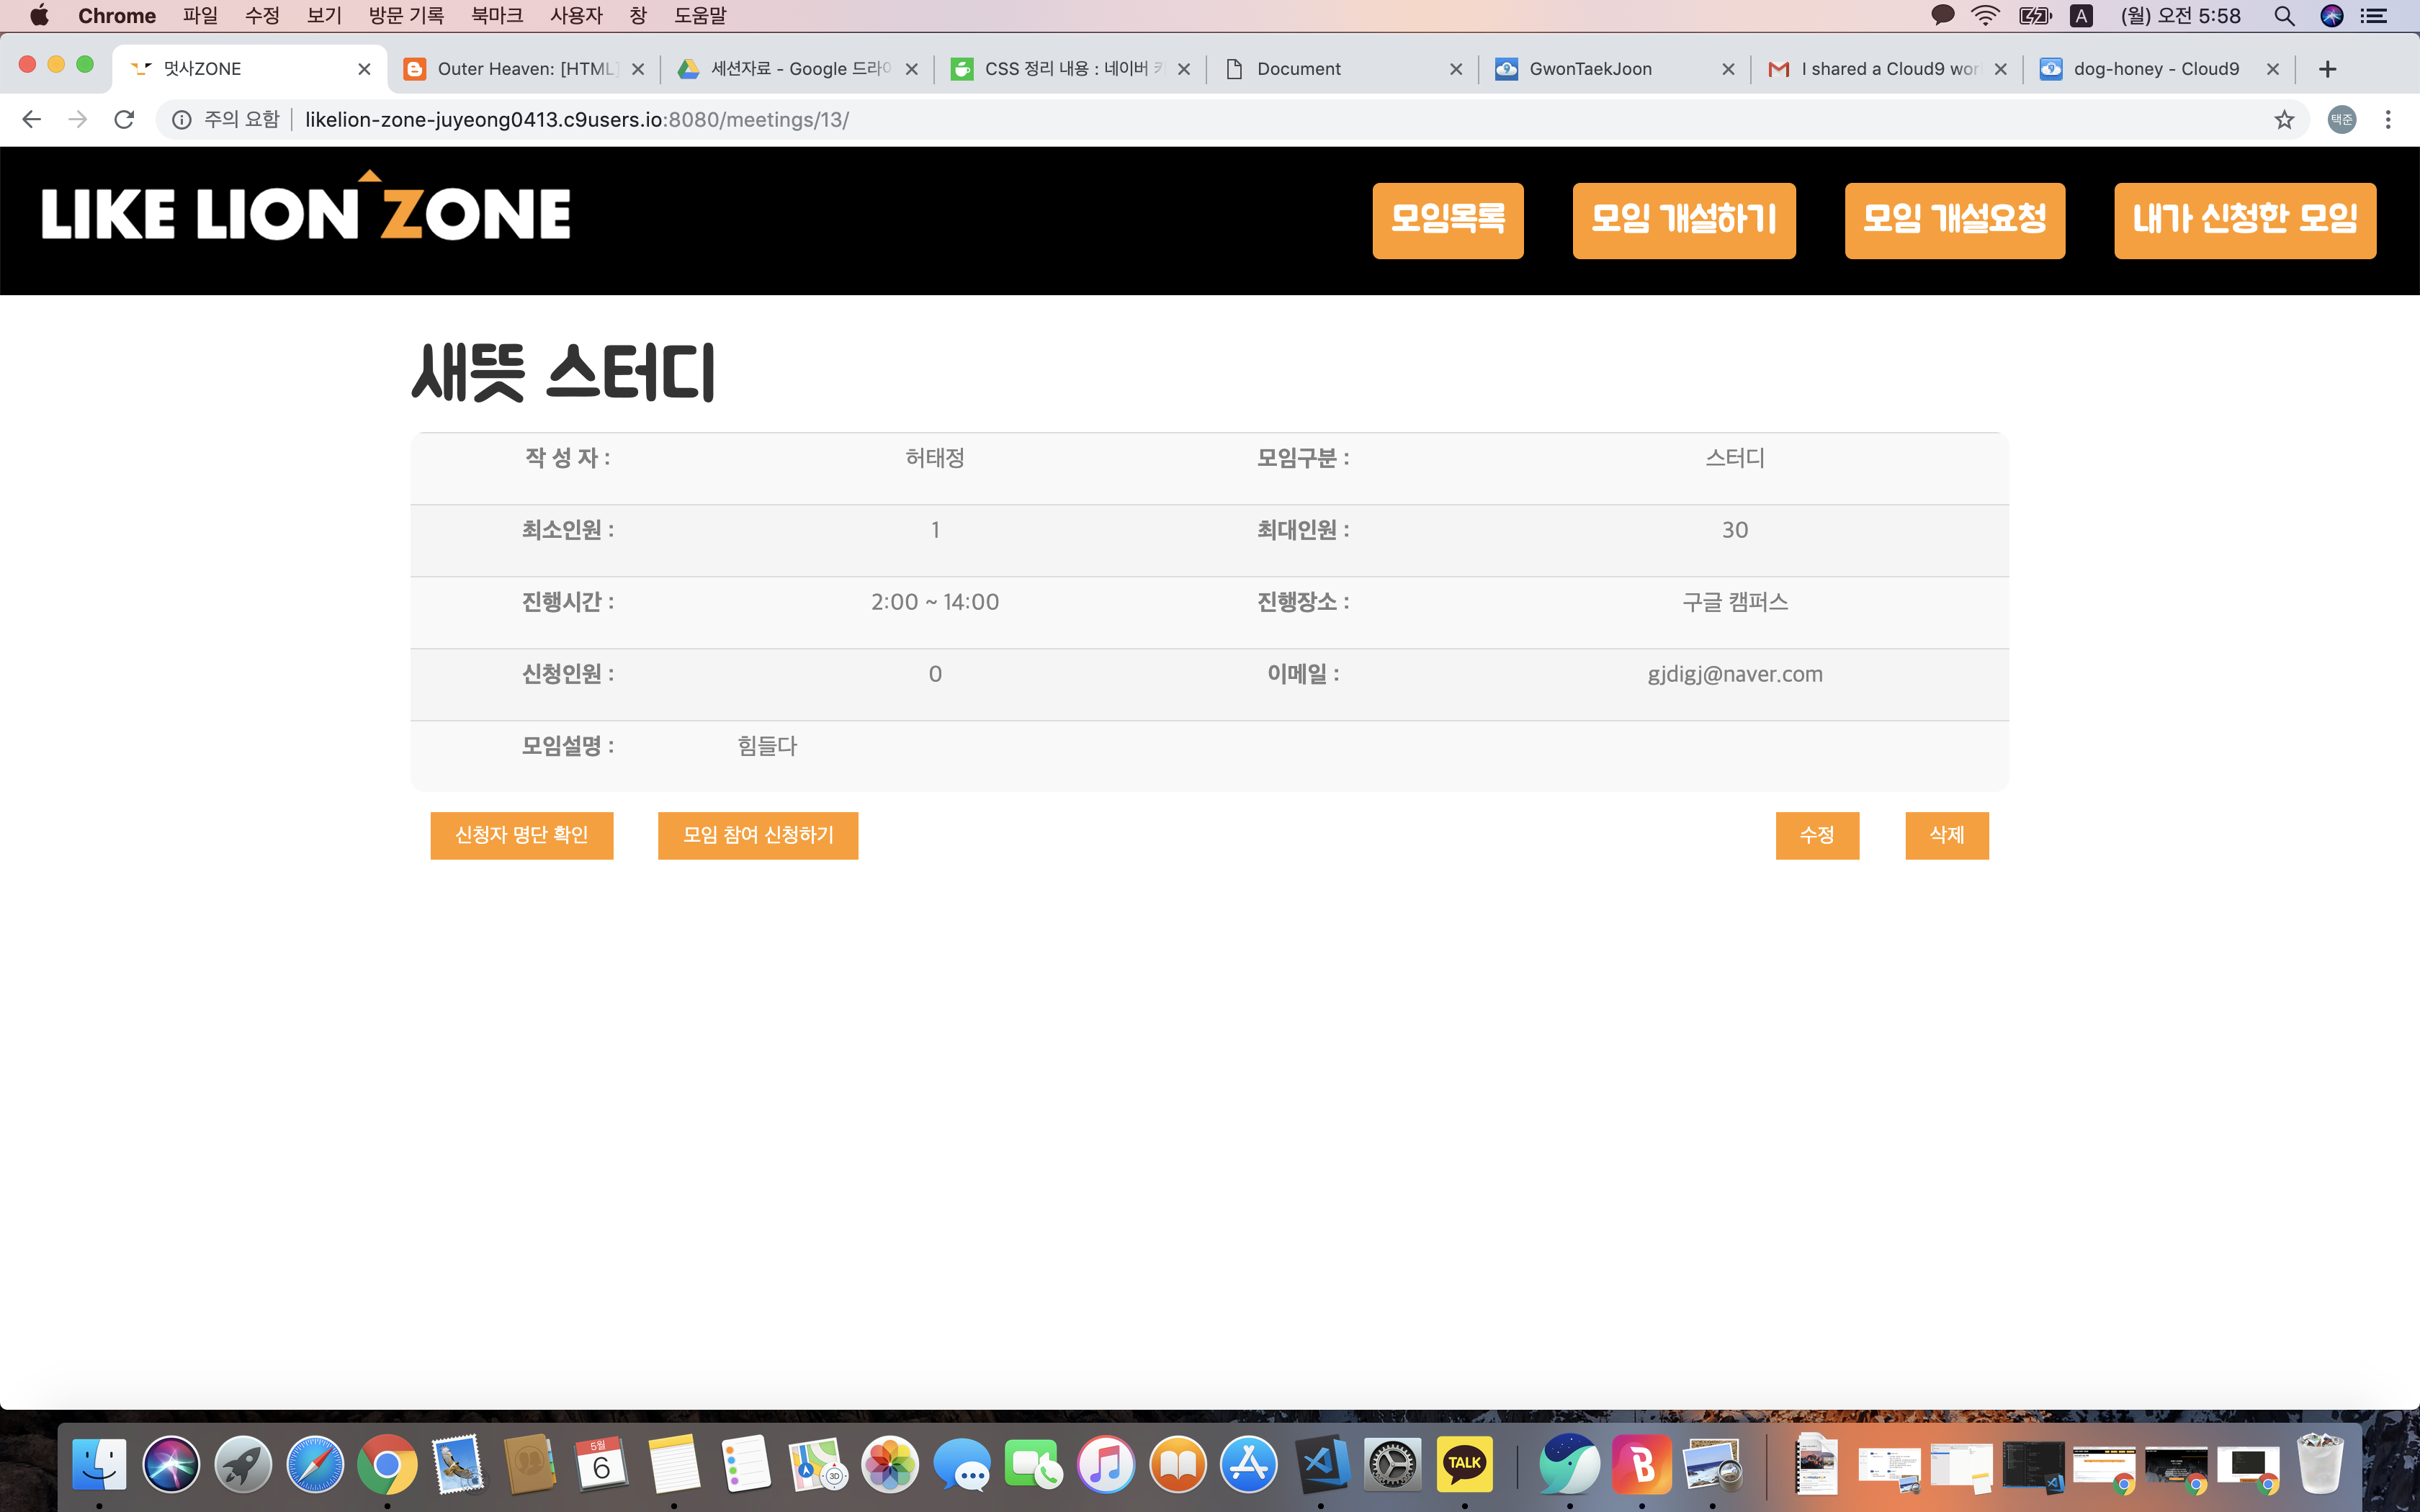 Chrome 파일 수정 보기 방문 기록 북마크 사용자 창 도움말 A (월) 오전 5:58
멋사ZONE Outer Heaven: [HTML] 세션자료 - Google 드라이 CSS 정리 내용 : 네이버 카 Document GwonTaekJoon I shared a Cloud9 wor dog-honey - Cloud9
주의 요함 likelion-zone-juyeong0413.c9users.io:8080/meetings/13/ 택준
LIKE LION ZONE 모임목록 모임 개설하기 모임 개설요청 내가 신청한 모임
새뜻 스터디
작 성 자 : 허태정 모임구분 : 스터디
최소인원 : 1 최대인원 : 30
진행시간 : 2:00 ~ 14:00 진행장소 : 구글 캠퍼스
신청인원 : 0 이메일 : gjdigj@naver.com
모임설명 : 힘들다
신청자 명단 확인 모임 참여 신청하기 수정 삭제
5월
6
3D
TALK
B